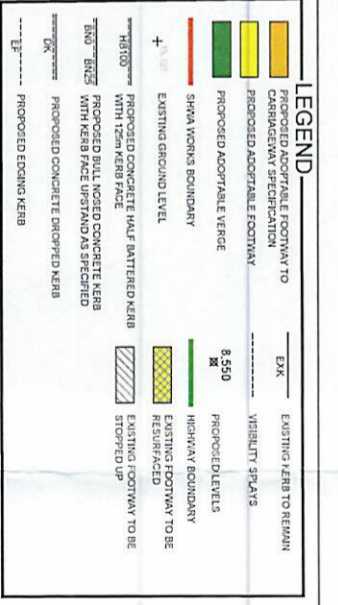 LEGEND
PROPOSED ADOPTABLE FOOTWAY TO
CARRIAGEWAY SPECIFICATION
PROPOSED ADOPTABLE FOOTWAY
PROPOSED ADOPTABLE VERGE
SHWA WORKS BOUNDARY
EXISTING GROUND LEVEL
HB100
PROPOSED CONCRETE HALF BATTERED KERB
WITH 125m KERB FACE
BN0 BN25
PROPOSED BULL NOSED CONCRETE KERB
WITH KERB FACE UPSTAND AS SPECIFIED
DK
PROPOSED CONCRETE DROPPED KERB
EF
PROPOSED EDGING KERB
EXK
EXISTING KERB TO REMAIN
VISIBILITY SPLAYS
8.550
PROPOSED LEVELS
HIGHWAY BOUNDARY
EXISTING FOOTWAY TO BE
RESURFACED
EXISTING FOOTWAY TO BE
STOPPED UP